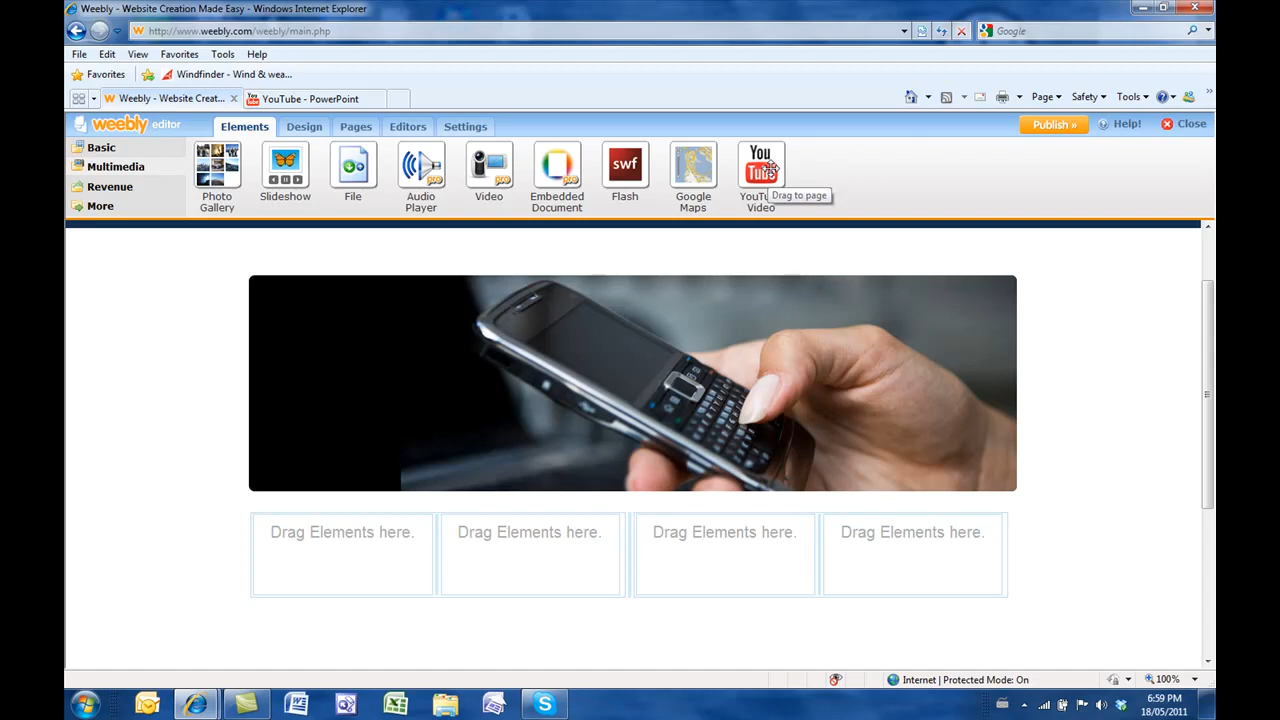 Weebly - Website Creation Made Easy - Windows Internet Explorer
http://www.weebly.com/weebly/main.php
Google
File Edit View Favorites Tools Help
Favorites Windfinder - Wind & wea...
Weebly - Website Creat... YouTube - PowerPoint
Page Safety Tools
weebly editor Elements Design Pages Editors Settings Publish » Help! Close
Basic
Multimedia
Revenue
More
Photo Gallery
Slideshow
File
Audio Player
pro
Video
pro
Embedded Document
pro
swf
Flash
Google Maps
You
Video
Drag to page
Drag Elements here. Drag Elements here. Drag Elements here. Drag Elements here.
Internet | Protected Mode: On 100%
6:59 PM
18/05/2011